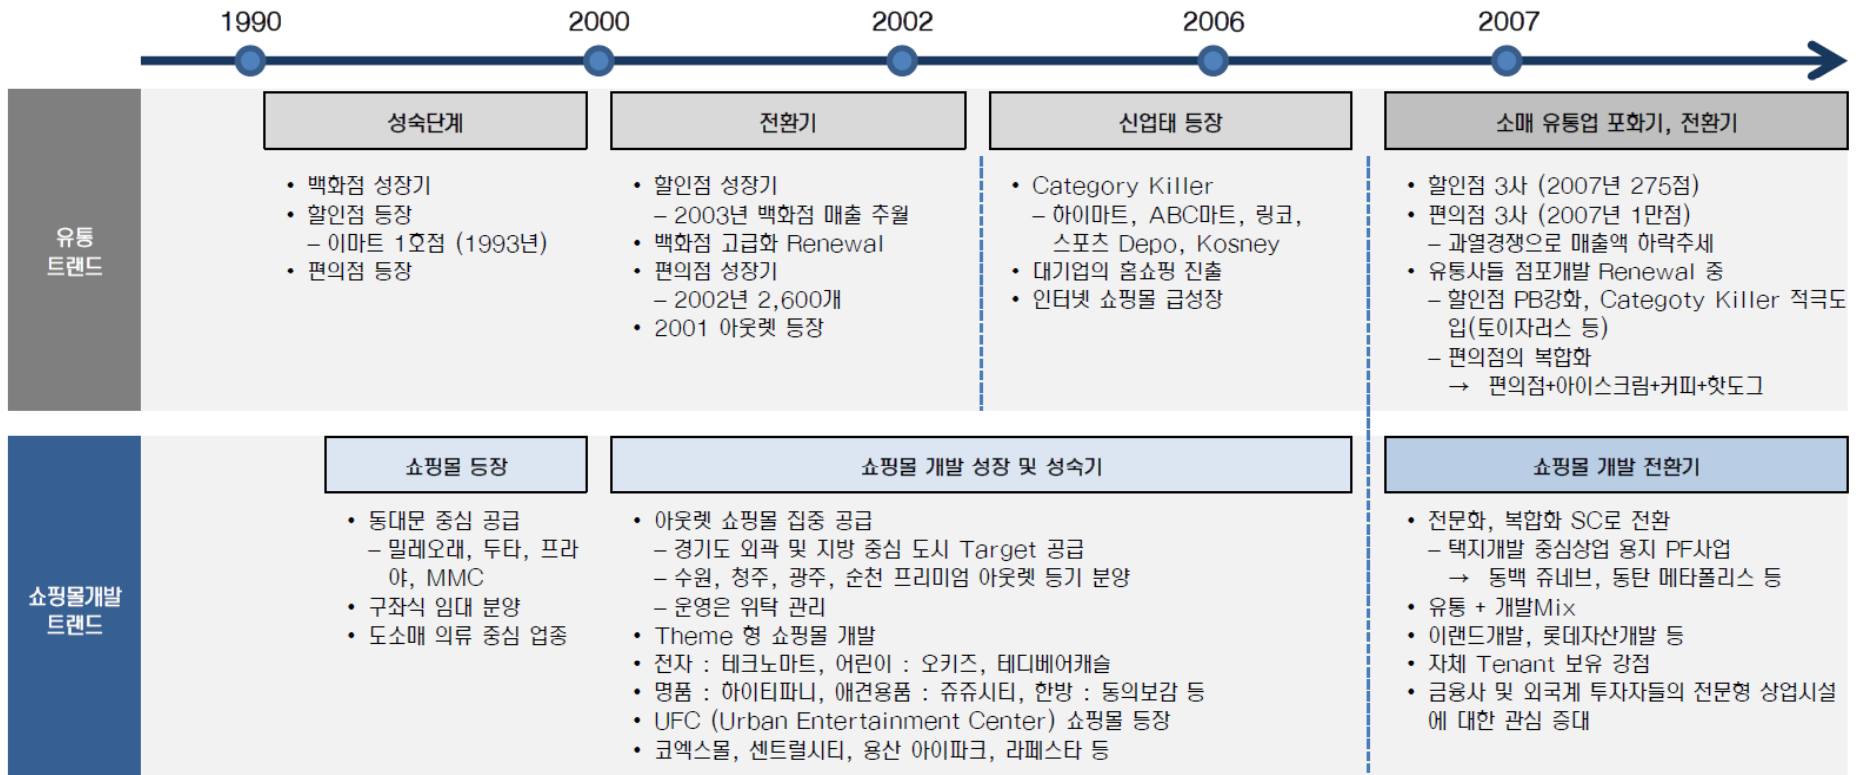 1990
2000
2002
2006
2007
유통
트랜드
성숙단계
• 백화점 성장기
• 할인점 등장
– 이마트 1호점 (1993년)
• 편의점 등장
전환기
• 할인점 성장기
– 2003년 백화점 매출 추월
• 백화점 고급화 Renewal
• 편의점 성장기
– 2002년 2,600개
• 2001 아웃렛 등장
신업태 등장
• Category Killer
– 하이마트, ABC마트, 링코,
스포츠 Depo, Kosney
• 대기업의 홈쇼핑 진출
• 인터넷 쇼핑몰 급성장
소매 유통업 포화기, 전환기
• 할인점 3사 (2007년 275점)
• 편의점 3사 (2007년 1만점)
– 과열경쟁으로 매출액 하락추세
• 유통사들 점포개발 Renewal 중
– 할인점 PB강화, Categoty Killer 적극도
입(토이자러스 등)
– 편의점의 복합화
→ 편의점+아이스크림+커피+핫도그
쇼핑몰개발
트랜드
쇼핑몰 등장
• 동대문 중심 공급
– 밀레오래, 두타, 프라
야, MMC
• 구좌식 임대 분양
• 도소매 의류 중심 업종
쇼핑몰 개발 성장 및 성숙기
• 아웃렛 쇼핑몰 집중 공급
– 경기도 외곽 및 지방 중심 도시 Target 공급
– 수원, 청주, 광주, 순천 프리미엄 아웃렛 등기 분양
– 운영은 위탁 관리
• Theme 형 쇼핑몰 개발
• 전자 : 테크노마트, 어린이 : 오키즈, 테디베어캐슬
• 명품 : 하이티파니, 애견용품 : 쥬쥬시티, 한방 : 동의보감 등
• UFC (Urban Entertainment Center) 쇼핑몰 등장
• 코엑스몰, 센트럴시티, 용산 아이파크, 라페스타 등
쇼핑몰 개발 전환기
• 전문화, 복합화 SC로 전환
– 택지개발 중심상업 용지 PF사업
→ 동백 쥬네브, 동탄 메타폴리스 등
• 유통 + 개발Mix
• 이랜드개발, 롯데자산개발 등
• 자체 Tenant 보유 강점
• 금융사 및 외국계 투자자들의 전문형 상업시설
에 대한 관심 증대